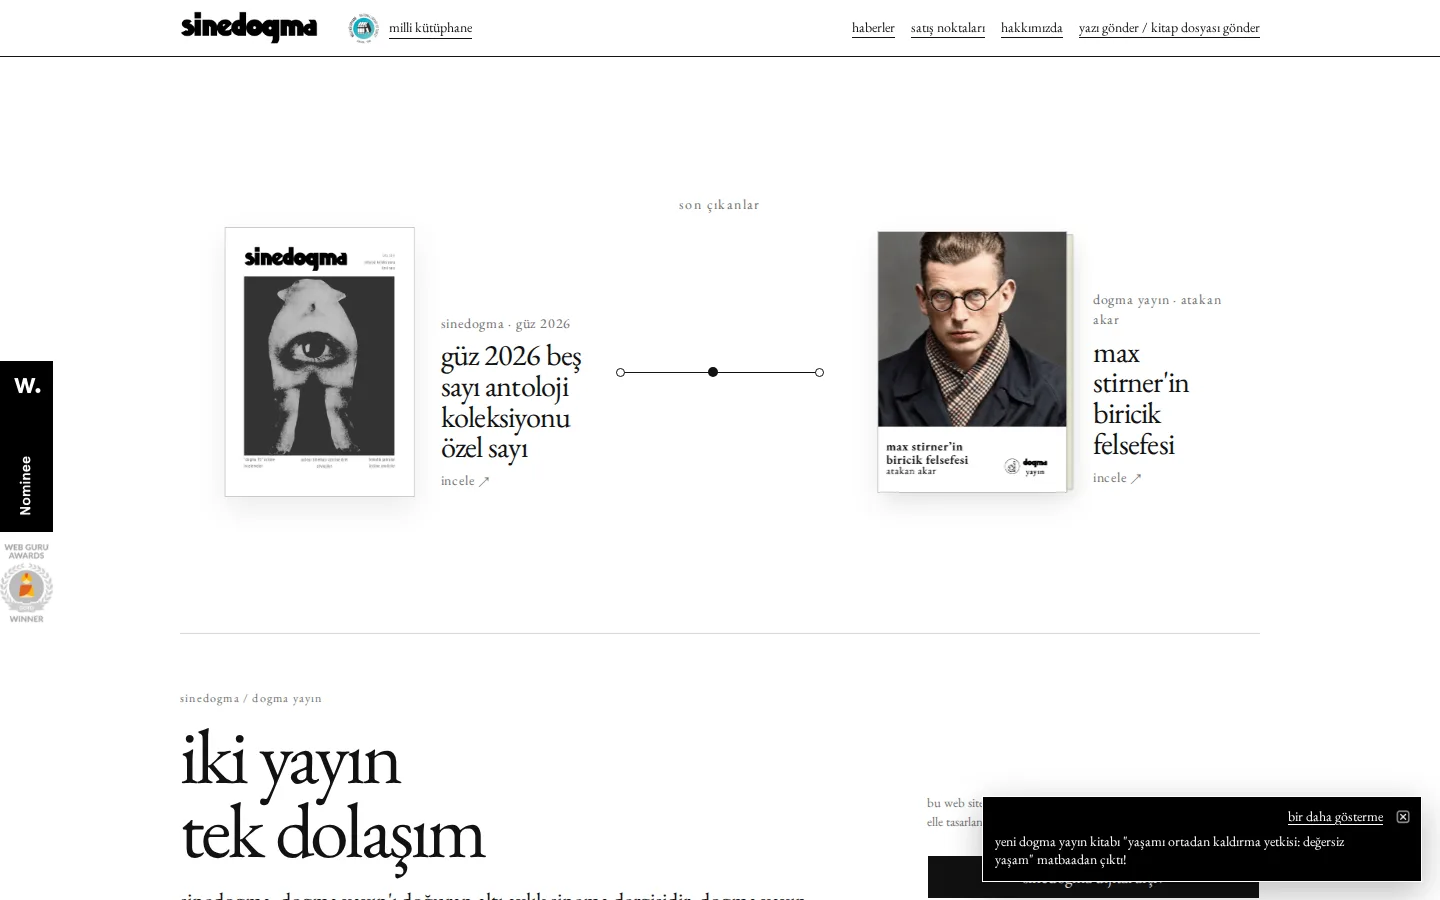 sinedogma
milli kütüphane
haberler
satış noktaları
hakkımızda
yazı gönder / kitap dosyası gönder
son çıkanlar
sinedogma
sinedogma · güz 2026
güz 2026 beş
sayı antoloji
koleksiyonu
özel sayı
incele ↗
max stirner'in
biricik felsefesi
atakan akar
dogma
yayın
dogma yayın · atakan
akar
max
stirner'in
biricik
felsefesi
incele ↗
W.
Nominee
WEB GURU
AWARDS
WINNER
sinedogma / dogma yayın
iki yayın
tek dolaşım
bu web site
elle tasarlan
bir daha gösterme
yeni dogma yayın kitabı "yaşamı ortadan kaldırma yetkisi: değersiz
yaşam" matbaadan çıktı!